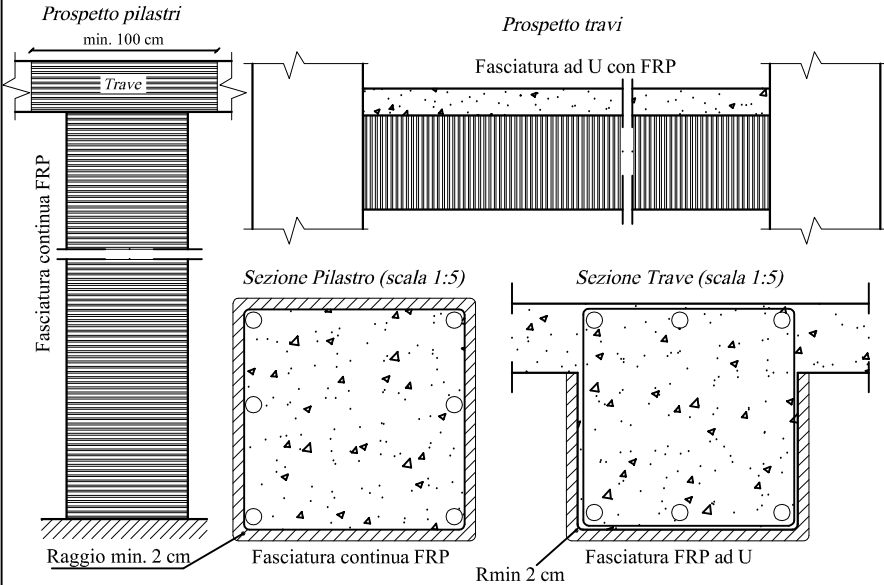 Prospetto pilastri
min. 100 cm
Trave
Fasciatura continua FRP
Prospetto travi
Fasciatura ad U con FRP
Sezione Pilastro (scala 1:5)
Sezione Trave (scala 1:5)
Raggio min. 2 cm
Fasciatura continua FRP
Rmin 2 cm
Fasciatura FRP ad U